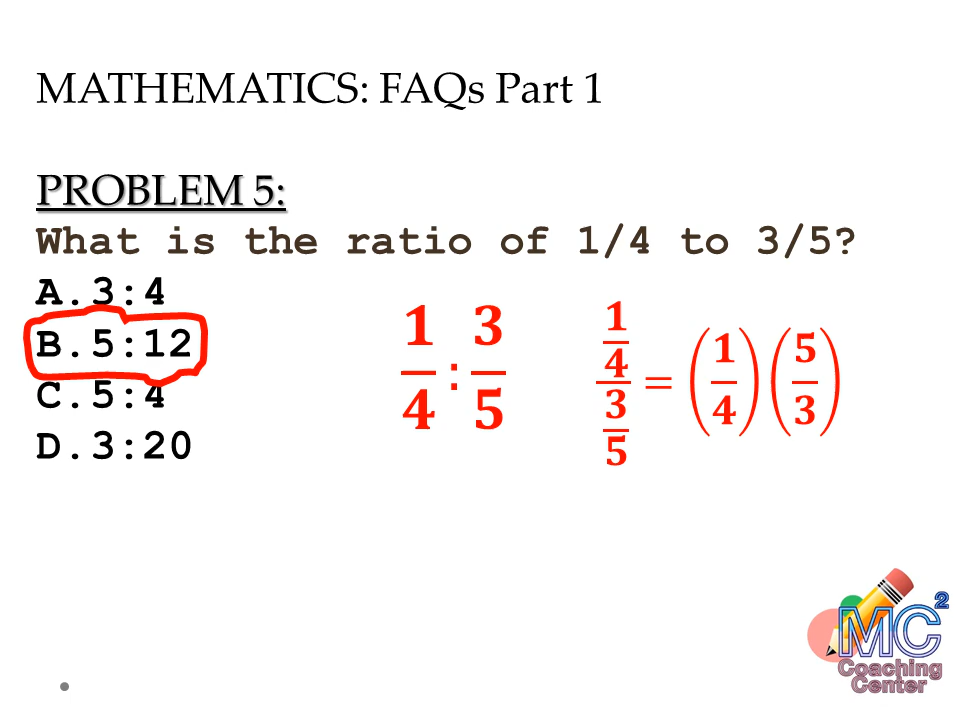 MATHEMATICS: FAQs Part 1
PROBLEM 5:
What is the ratio of 1/4 to 3/5?
A.3:4
B.5:12
C.5:4
D.3:20
1/4 : 3/5
(1/4)/(3/5) = (1/4)(5/3)
MC²
Coaching
Center